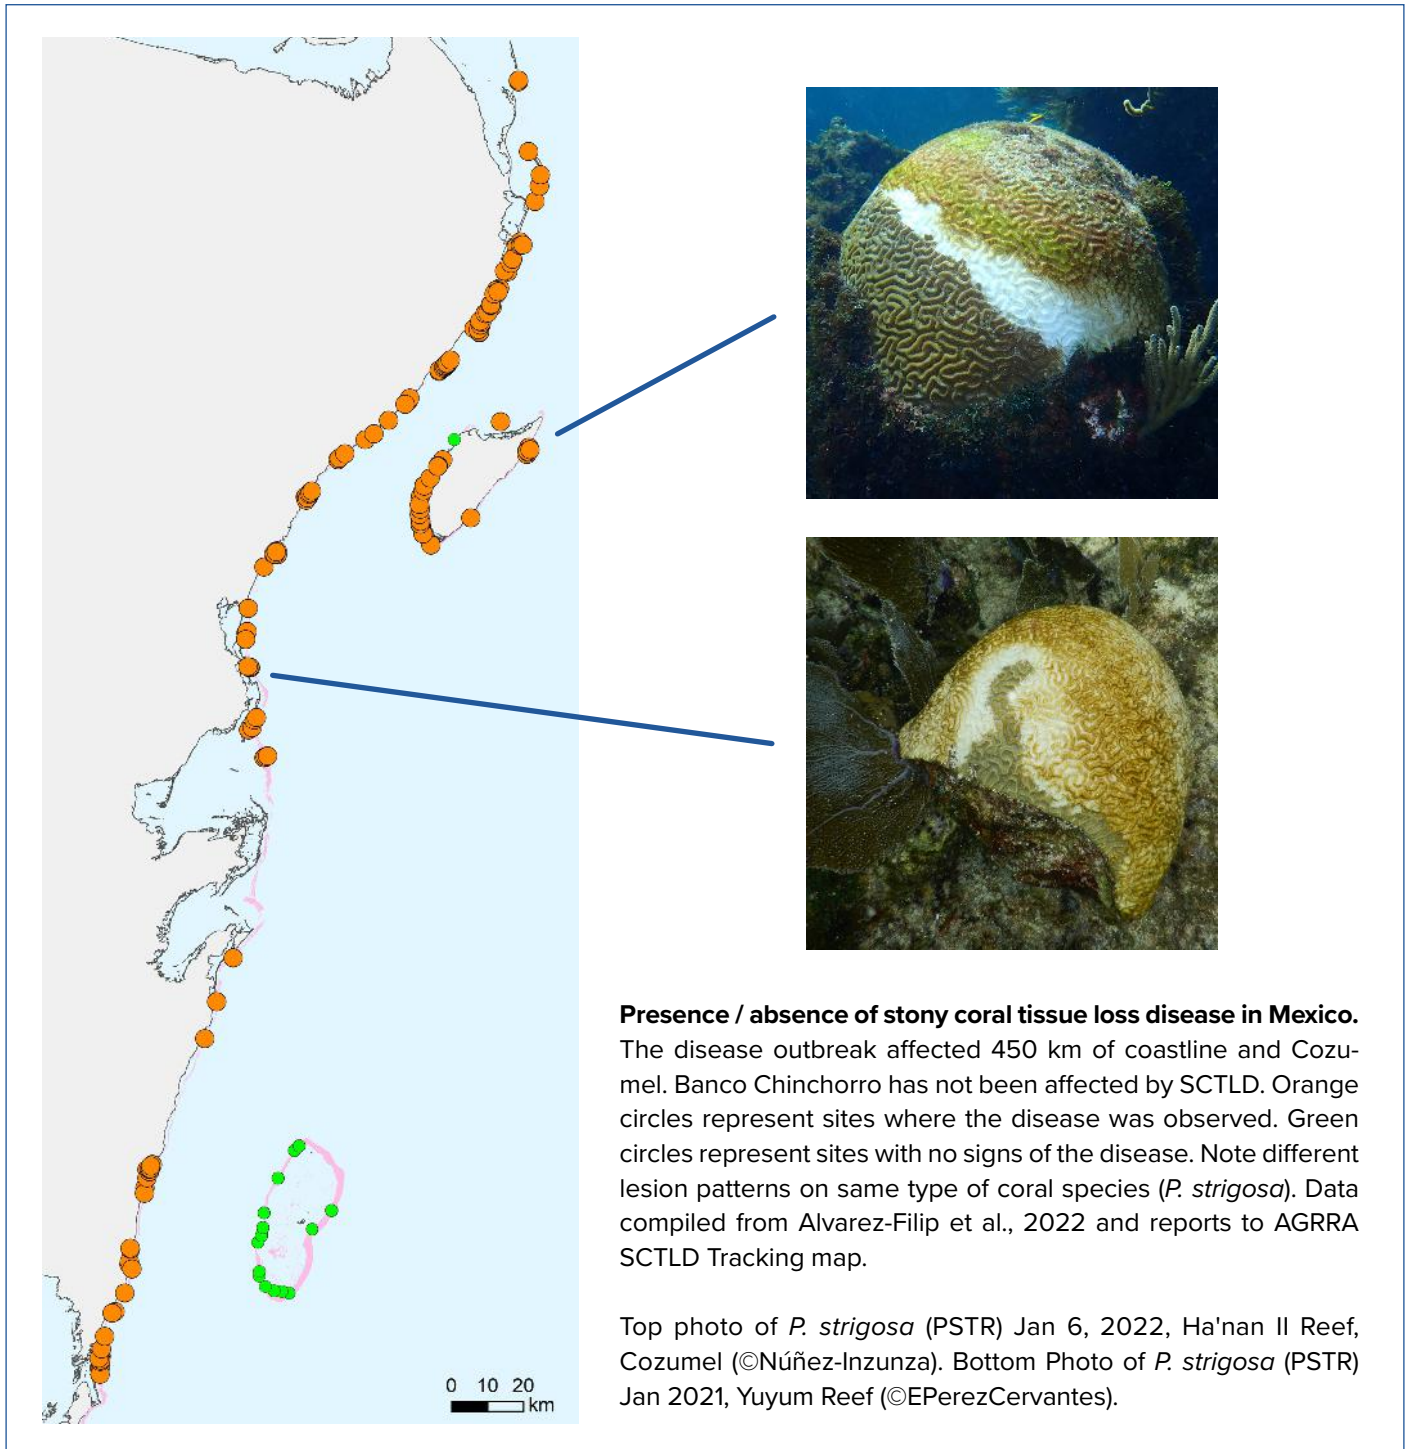 0 10 20
km
Presence / absence of stony coral tissue loss disease in Mexico.
The disease outbreak affected 450 km of coastline and Cozu-
mel. Banco Chinchorro has not been affected by SCTLD. Orange
circles represent sites where the disease was observed. Green
circles represent sites with no signs of the disease. Note different
lesion patterns on same type of coral species (P. strigosa). Data
compiled from Alvarez-Filip et al., 2022 and reports to AGRRA
SCTLD Tracking map.
Top photo of P. strigosa (PSTR) Jan 6, 2022, Ha'nan II Reef,
Cozumel (©Núñez-Inzunza). Bottom Photo of P. strigosa (PSTR)
Jan 2021, Yuyum Reef (©EPerezCervantes).